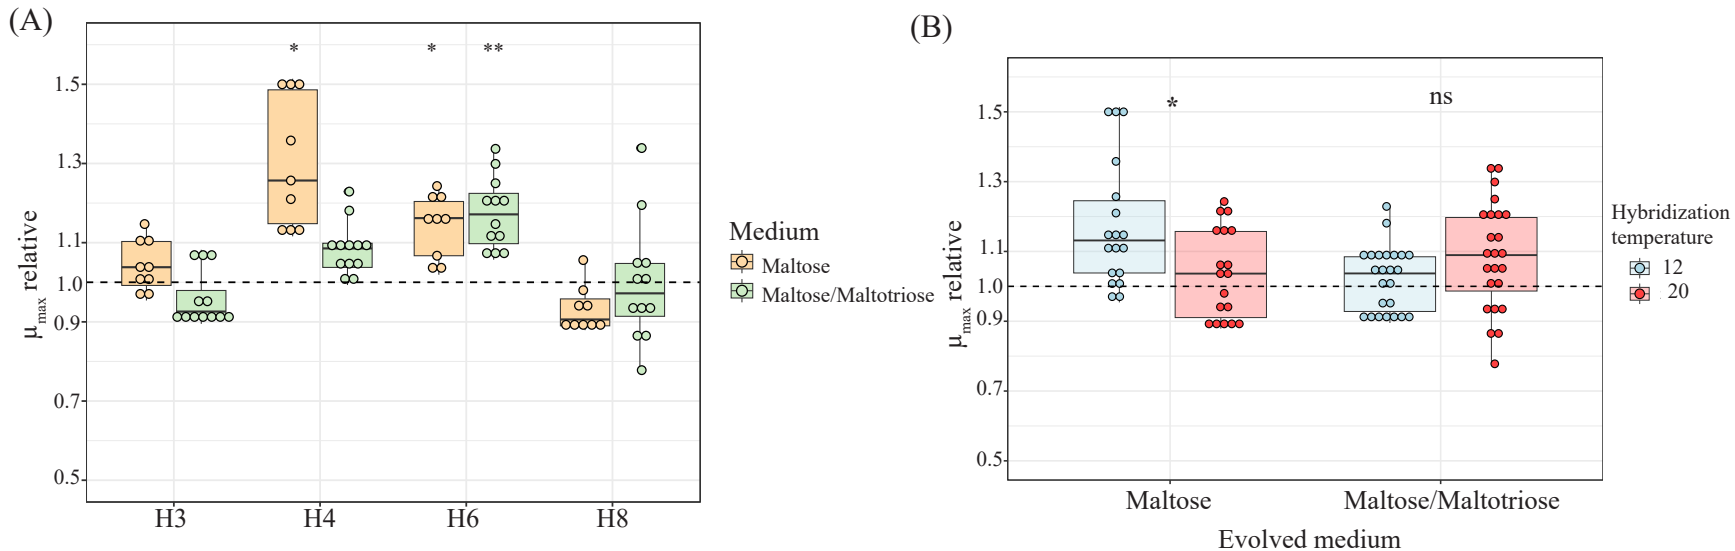 (A)
*
*
**
1.5
1.3
1.1
1.0
0.9
0.7
0.5
μmax relative
H3
H4
H6
H8
Medium
Maltose
Maltose/Maltotriose
(B)
*
ns
1.5
1.3
1.1
1.0
0.9
0.7
0.5
μmax relative
Maltose
Maltose/Maltotriose
Evolved medium
Hybridization
temperature
12
20